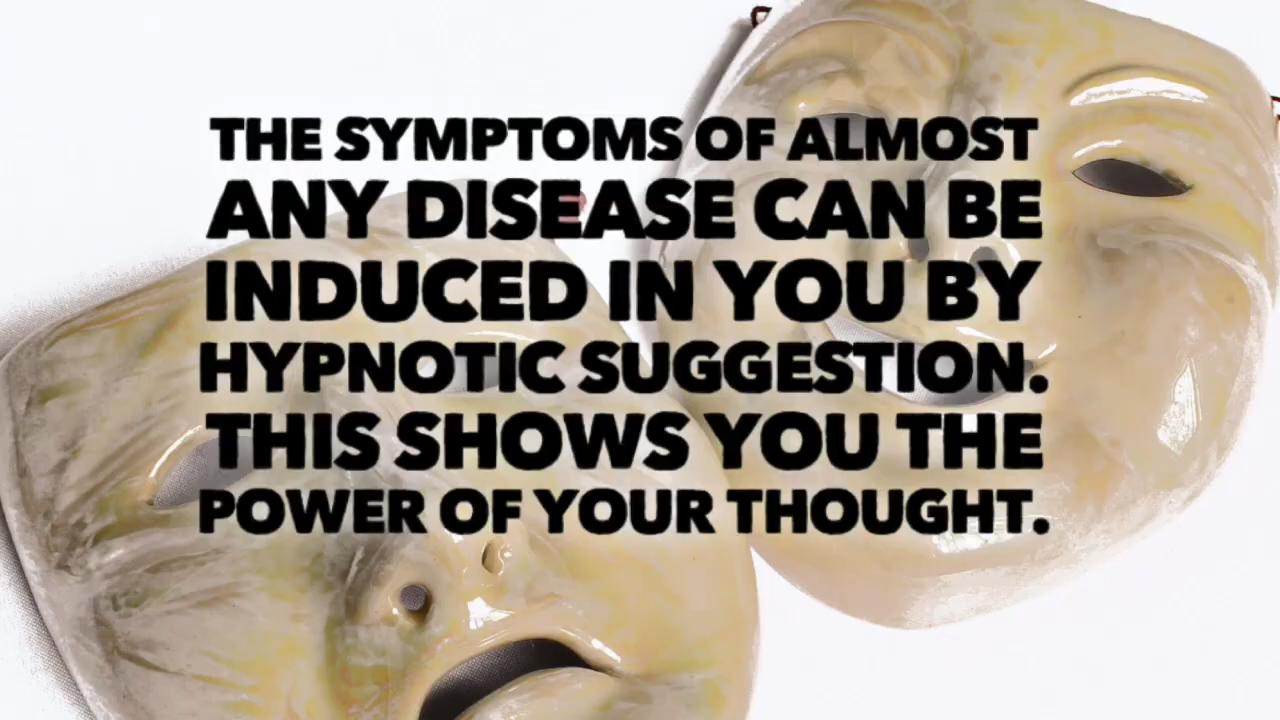 THE SYMPTOMS OF ALMOST
ANY DISEASE CAN BE
INDUCED IN YOU BY
HYPNOTIC SUGGESTION.
THIS SHOWS YOU THE
POWER OF YOUR THOUGHT.